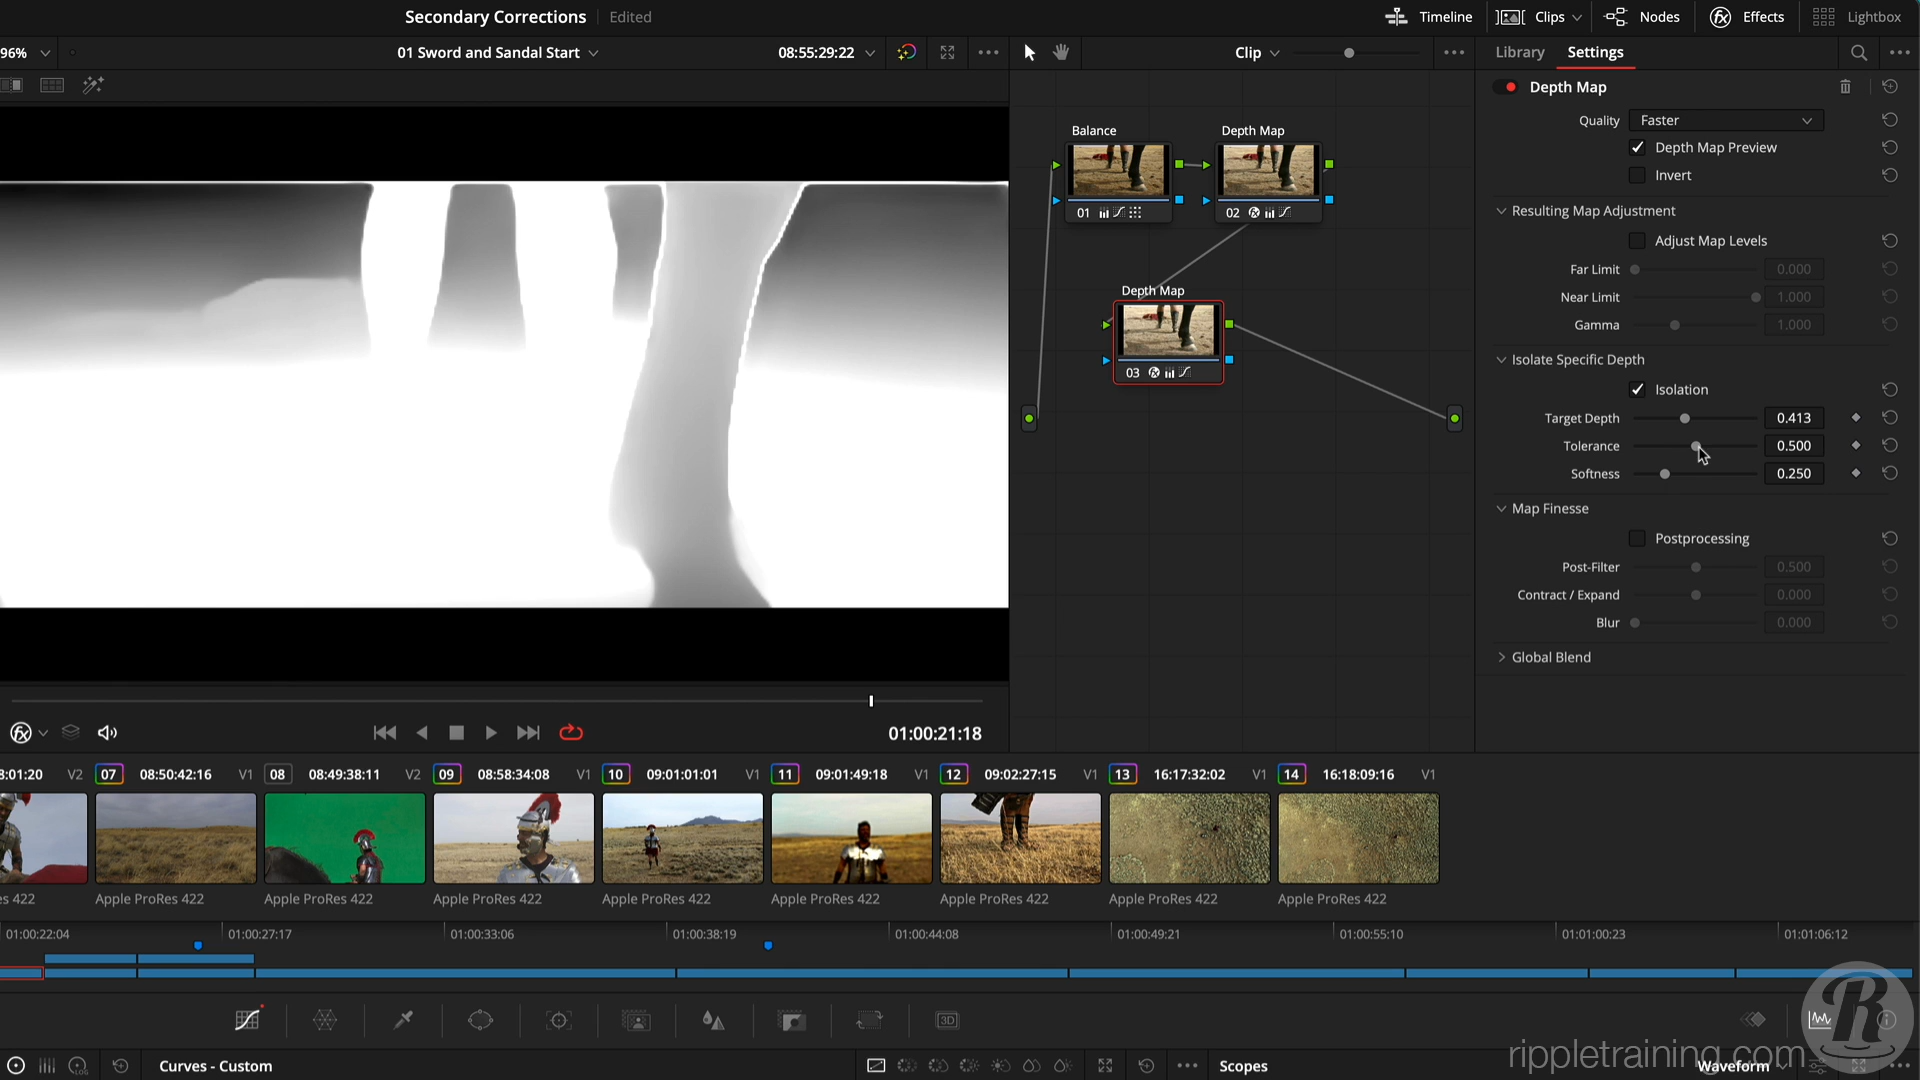 Secondary Corrections Edited
Timeline Clips Nodes Effects Lightbox
96% 01 Sword and Sandal Start 08:55:29:22
Clip
Library Settings
Depth Map
Quality Faster
Depth Map Preview
Invert
Resulting Map Adjustment
Adjust Map Levels
Far Limit 0.000
Near Limit 1.000
Gamma 1.000
Isolate Specific Depth
Isolation
Target Depth 0.413
Tolerance 0.500
Softness 0.250
Map Finesse
Postprocessing
Post-Filter 0.500
Contract / Expand 0.000
Blur 0.000
Global Blend
Balance Depth Map
01 02
Depth Map
03
01:00:21:18
8:01:20 V2 07 08:50:42:16 V1 08 08:49:38:11 V2 09 08:58:34:08 V1 10 09:01:01:01 V1 11 09:01:49:18 V1 12 09:02:27:15 V1 13 16:17:32:02 V1 14 16:18:09:16 V1
es 422 Apple ProRes 422 Apple ProRes 422 Apple ProRes 422 Apple ProRes 422 Apple ProRes 422 Apple ProRes 422 Apple ProRes 422 Apple ProRes 422
01:00:22:04 01:00:27:17 01:00:33:06 01:00:38:19 01:00:44:08 01:00:49:21 01:00:55:10 01:01:00:23 01:01:06:12
3D
LOG
Curves - Custom Scopes Waveform
rippletraining.com
R